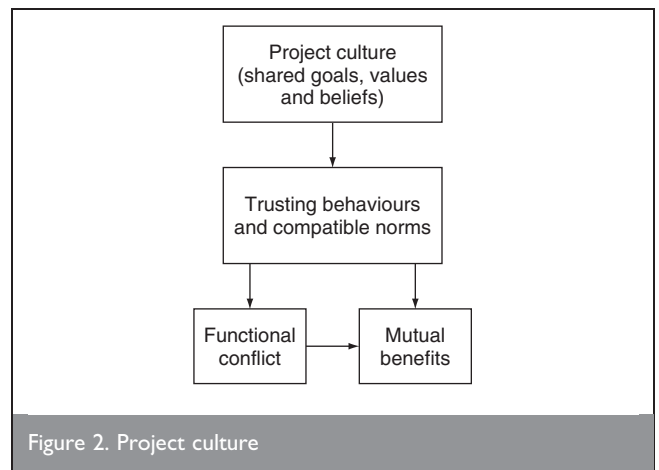 Project culture
(shared goals, values
and beliefs)
Trusting behaviours
and compatible norms
Functional
conflict
Mutual
benefits
Figure 2. Project culture